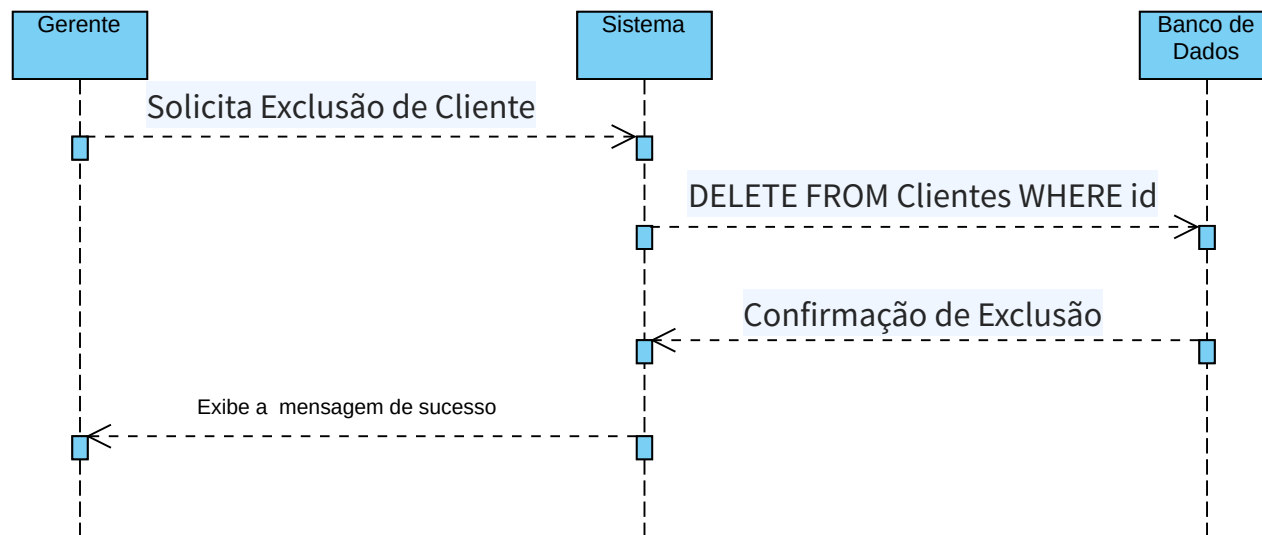 Gerente
Sistema
Banco de
Dados
Solicita Exclusão de Cliente
DELETE FROM Clientes WHERE id
Confirmação de Exclusão
Exibe a  mensagem de sucesso